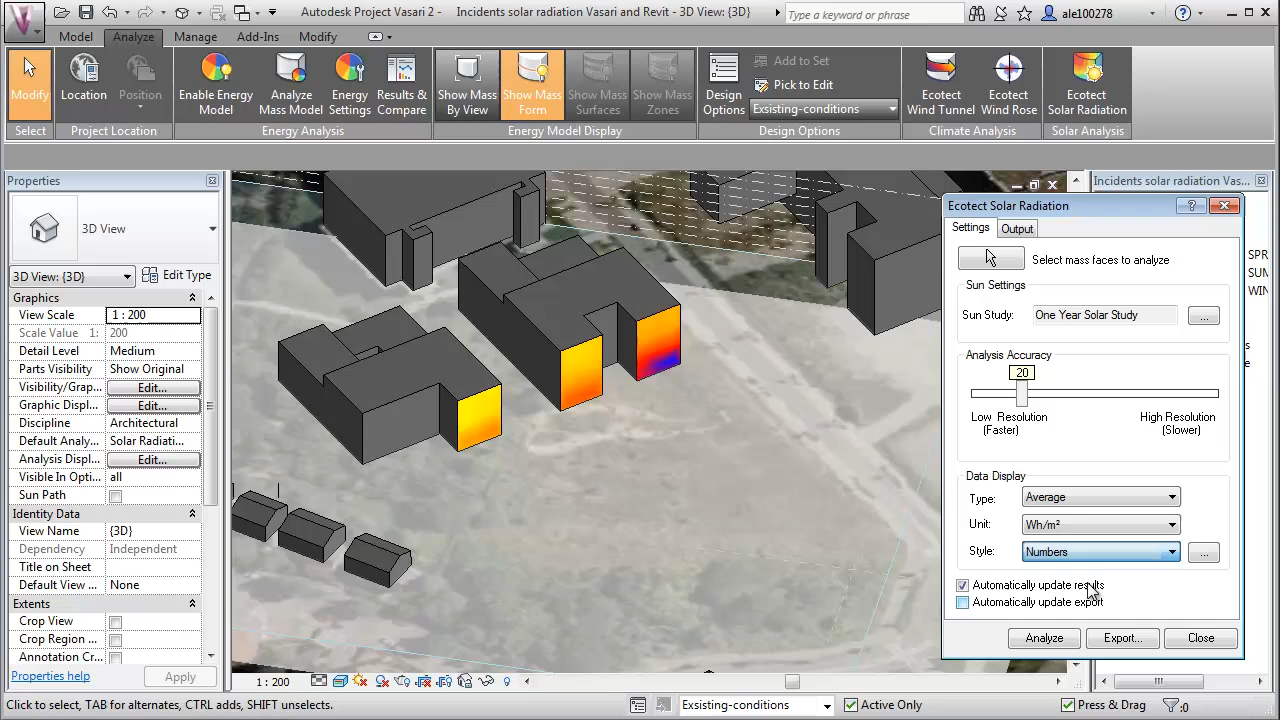 Autodesk Project Vasari 2 - Incidents solar radiation Vasari and Revit - 3D View: {3D}
Type a keyword or phrase
ale100278
Model
Analyze
Manage
Add-Ins
Modify
Modify
Location
Position
Enable Energy Model
Analyze Mass Model
Energy Settings
Results & Compare
Show Mass By View
Show Mass Form
Show Mass Surfaces
Show Mass Zones
Design Options
Add to Set
Pick to Edit
Exsisting-conditions
Ecotect Wind Tunnel
Ecotect Wind Rose
Ecotect Solar Radiation
Select
Project Location
Energy Analysis
Energy Model Display
Design Options
Climate Analysis
Solar Analysis
Properties
3D View
3D View: {3D}
Edit Type
Graphics
View Scale 1 : 200
Scale Value 1: 200
Detail Level Medium
Parts Visibility Show Original
Visibility/Grap... Edit...
Graphic Displ... Edit...
Discipline Architectural
Default Analy... Solar Radiati...
Analysis Displ... Edit...
Visible In Opti... all
Sun Path
Identity Data
View Name {3D}
Dependency Independent
Title on Sheet
Default View ... None
Extents
Crop View
Crop Region ...
Annotation Cr...
Properties help
Apply
1 : 200
Incidents solar radiation Vas...
SPR
SUM
WIN
Ecotect Solar Radiation
Settings
Output
Select mass faces to analyze
Sun Settings
Sun Study: One Year Solar Study ...
Analysis Accuracy
20
Low Resolution (Faster)
High Resolution (Slower)
Data Display
Type: Average
Unit: Wh/m²
Style: Numbers ...
Automatically update results
Automatically update export
Analyze
Export...
Close
Click to select, TAB for alternates, CTRL adds, SHIFT unselects.
Exsisting-conditions
Active Only
Press & Drag
:0